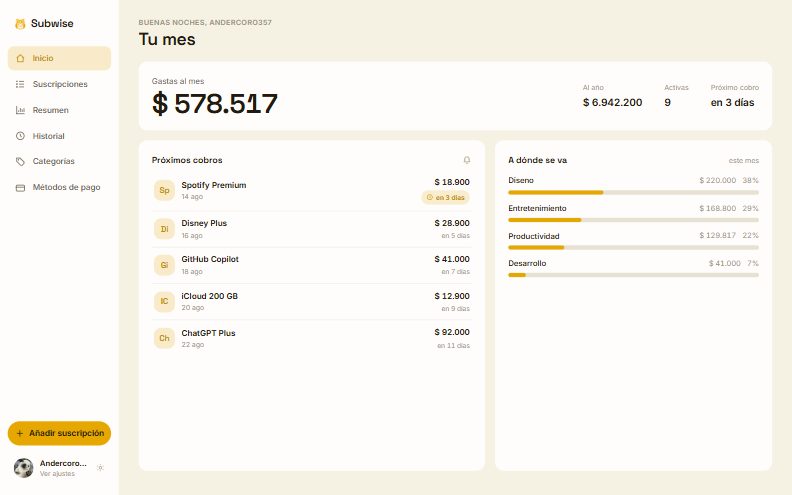 Subwise
Inicio
Suscripciones
Resumen
Historial
Categorías
Métodos de pago
Añadir suscripción
Andercoro...
Ver ajustes
BUENAS NOCHES, ANDERCORO357
Tu mes
Gastas al mes
$ 578.517
Al año
$ 6.942.200
Activas
9
Próximo cobro
en 3 días
Próximos cobros
Sp
Spotify Premium
14 ago
$ 18.900
en 3 días
Di
Disney Plus
16 ago
$ 28.900
en 5 días
Gi
GitHub Copilot
18 ago
$ 41.000
en 7 días
iC
iCloud 200 GB
20 ago
$ 12.900
en 9 días
Ch
ChatGPT Plus
22 ago
$ 92.000
en 11 días
A dónde se va
este mes
Diseno
$ 220.000 38%
Entretenimiento
$ 168.800 29%
Productividad
$ 129.817 22%
Desarrollo
$ 41.000 7%